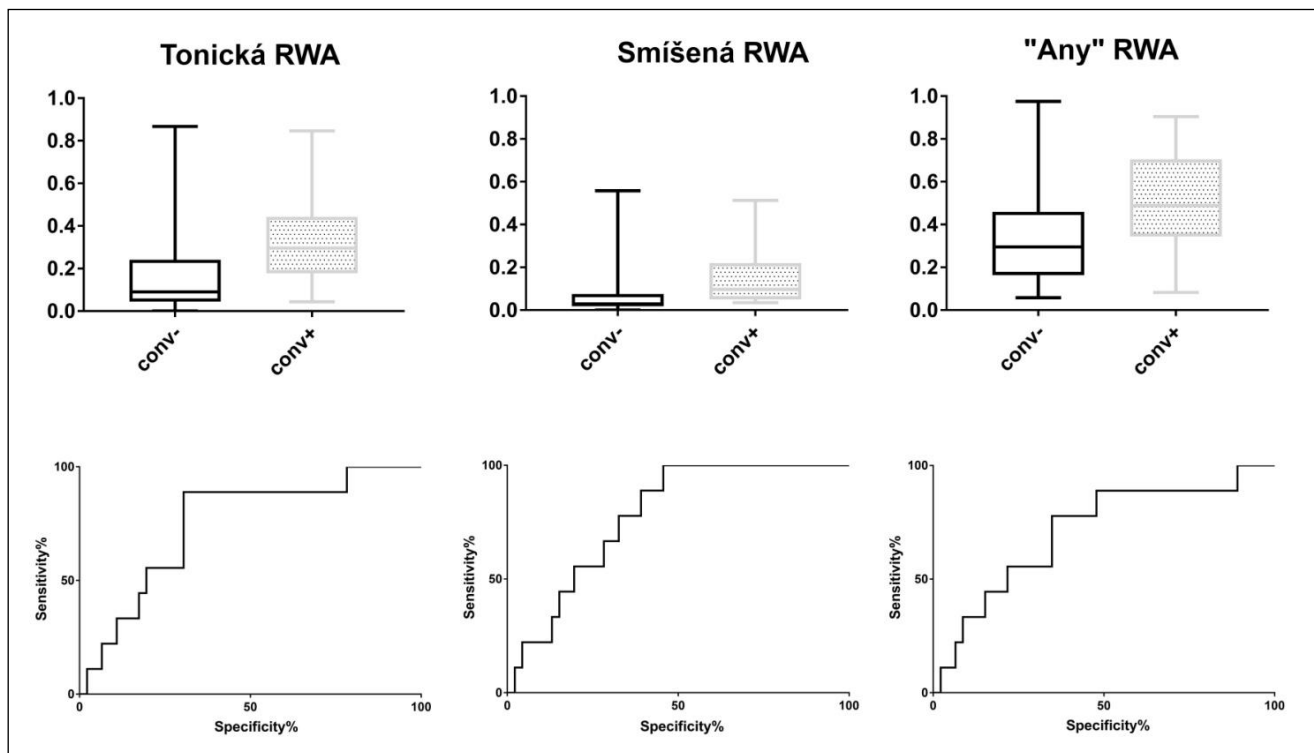 Tonická RWA
1.0
0.8
0.6
0.4
0.2
0.0
conv-
conv+
Smíšená RWA
1.0
0.8
0.6
0.4
0.2
0.0
conv-
conv+
"Any" RWA
1.0
0.8
0.6
0.4
0.2
0.0
conv-
conv+
Sensitivity%
100
50
0
0
50
100
Specificity%
Sensitivity%
100
50
0
0
50
100
Specificity%
Sensitivity%
100
50
0
0
50
100
Specificity%